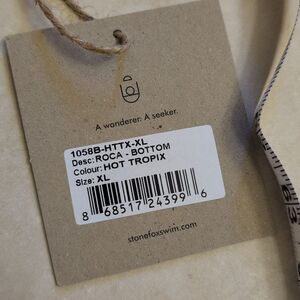 A wanderer. A seeker.
1058B-HTTX-XL
Desc: ROCA - BOTTOM
Colour: HOT TROPIX
Size: XL
8 68517 24399 6
stonefoxswim.com